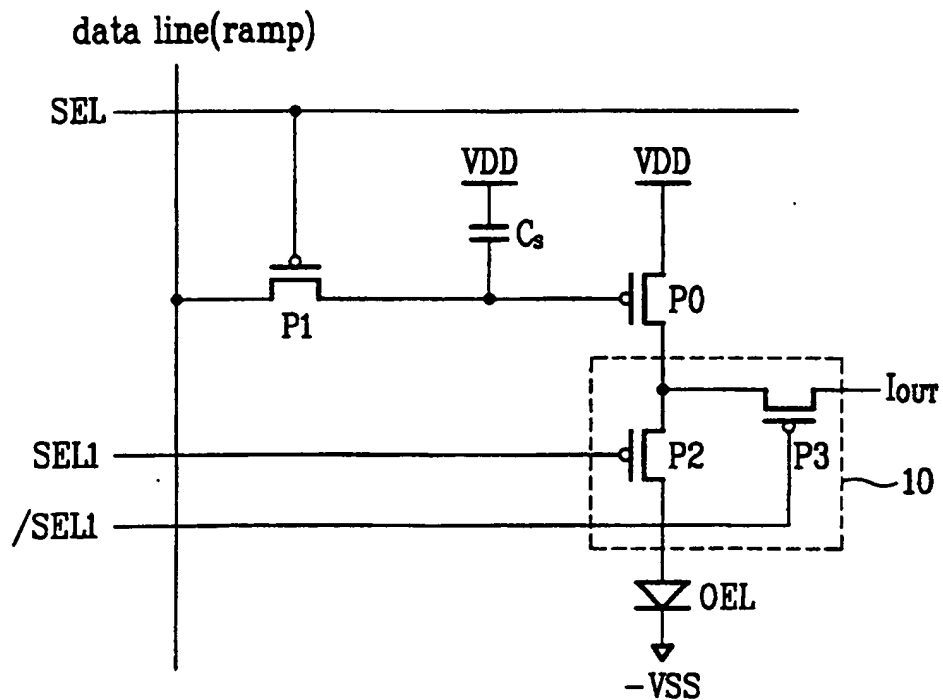 data line(ramp)
SEL
VDD
VDD
Cs
P1
P0
IOUT
SEL1
P2
P3
10
/SEL1
OEL
-VSS